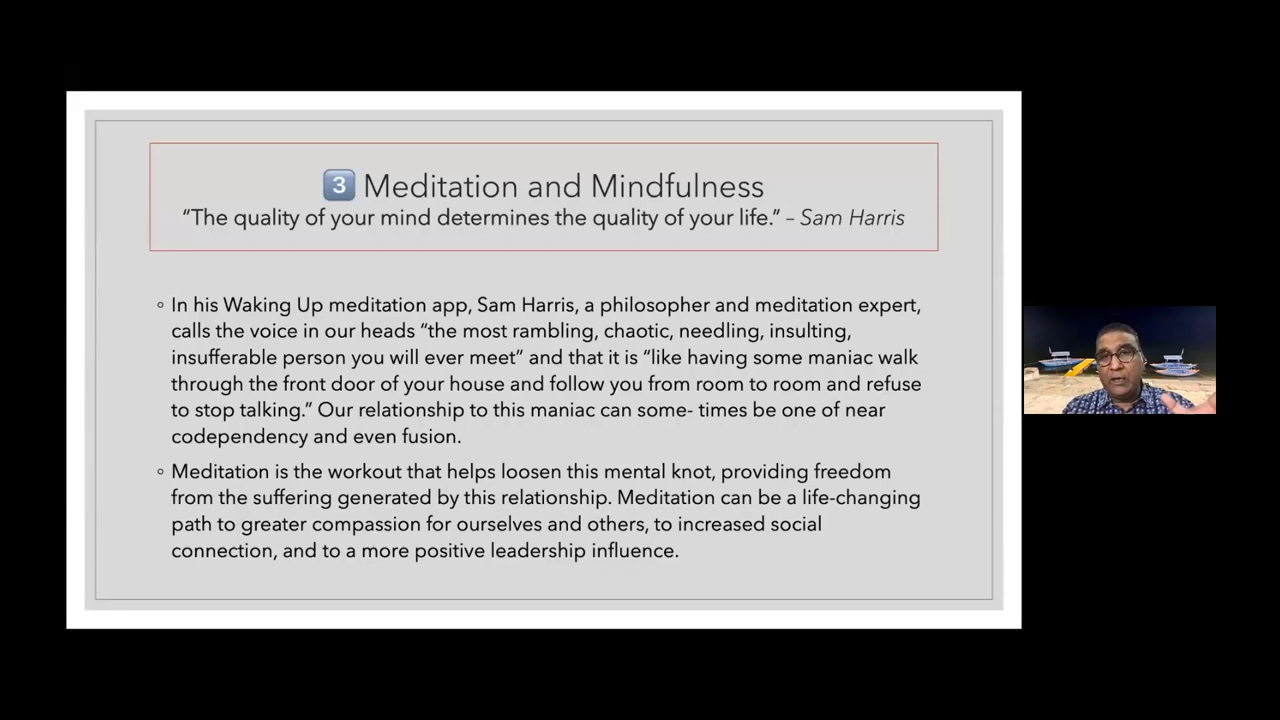 3 Meditation and Mindfulness
“The quality of your mind determines the quality of your life.” – Sam Harris
◦ In his Waking Up meditation app, Sam Harris, a philosopher and meditation expert,
calls the voice in our heads “the most rambling, chaotic, needling, insulting,
insufferable person you will ever meet” and that it is “like having some maniac walk
through the front door of your house and follow you from room to room and refuse
to stop talking.” Our relationship to this maniac can some- times be one of near
codependency and even fusion.
◦ Meditation is the workout that helps loosen this mental knot, providing freedom
from the suffering generated by this relationship. Meditation can be a life-changing
path to greater compassion for ourselves and others, to increased social
connection, and to a more positive leadership influence.